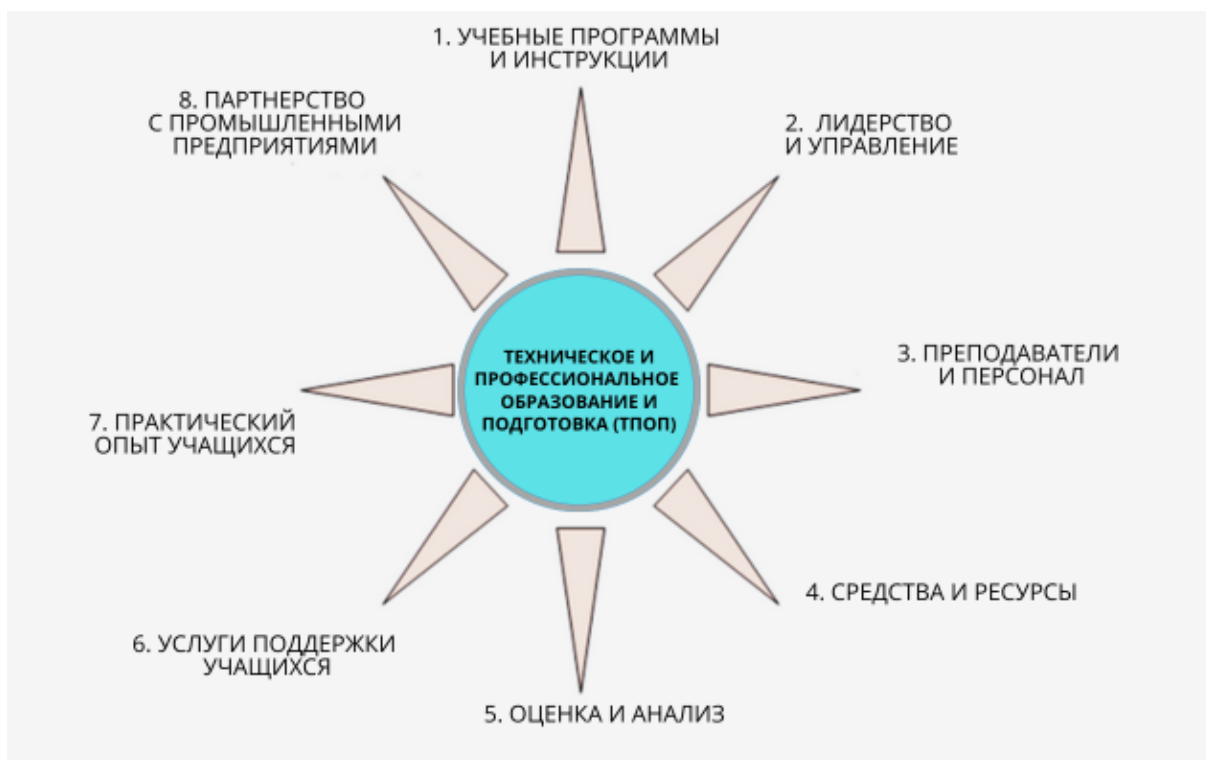 1. УЧЕБНЫЕ ПРОГРАММЫ
И ИНСТРУКЦИИ
2. ЛИДЕРСТВО
И УПРАВЛЕНИЕ
3. ПРЕПОДАВАТЕЛИ
И ПЕРСОНАЛ
4. СРЕДСТВА И РЕСУРСЫ
5. ОЦЕНКА И АНАЛИЗ
6. УСЛУГИ ПОДДЕРЖКИ
УЧАЩИХСЯ
7. ПРАКТИЧЕСКИЙ
ОПЫТ УЧАЩИХСЯ
8. ПАРТНЕРСТВО
С ПРОМЫШЛЕННЫМИ
ПРЕДПРИЯТИЯМИ
ТЕХНИЧЕСКОЕ И
ПРОФЕССИОНАЛЬНОЕ
ОБРАЗОВАНИЕ И
ПОДГОТОВКА (ТПОП)